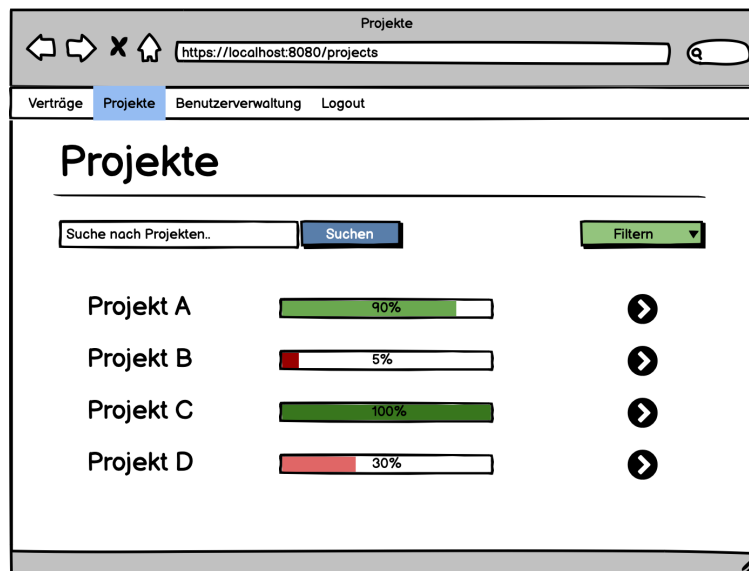 Projekte
https://localhost:8080/projects
Verträge Projekte Benutzerverwaltung Logout
Projekte
Suche nach Projekten.. Suchen Filtern
Projekt A 90%
Projekt B 5%
Projekt C 100%
Projekt D 30%